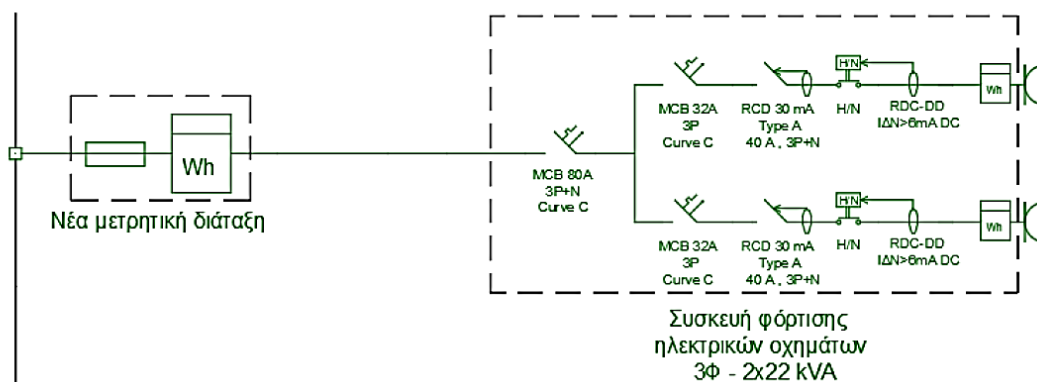 Wh
Νέα μετρητική διάταξη
MCB 80A
3P+N
Curve C
MCB 32A
3P
Curve C
RCD 30 mA
Type A
40 A , 3P+N
H/N
H/N
RDC-DD
IΔN>6mA DC
Wh
MCB 32A
3P
Curve C
RCD 30 mA
Type A
40 A , 3P+N
H/N
H/N
RDC-DD
IΔN>6mA DC
Wh
Συσκευή φόρτισης
ηλεκτρικών οχημάτων
3Φ - 2x22 kVA